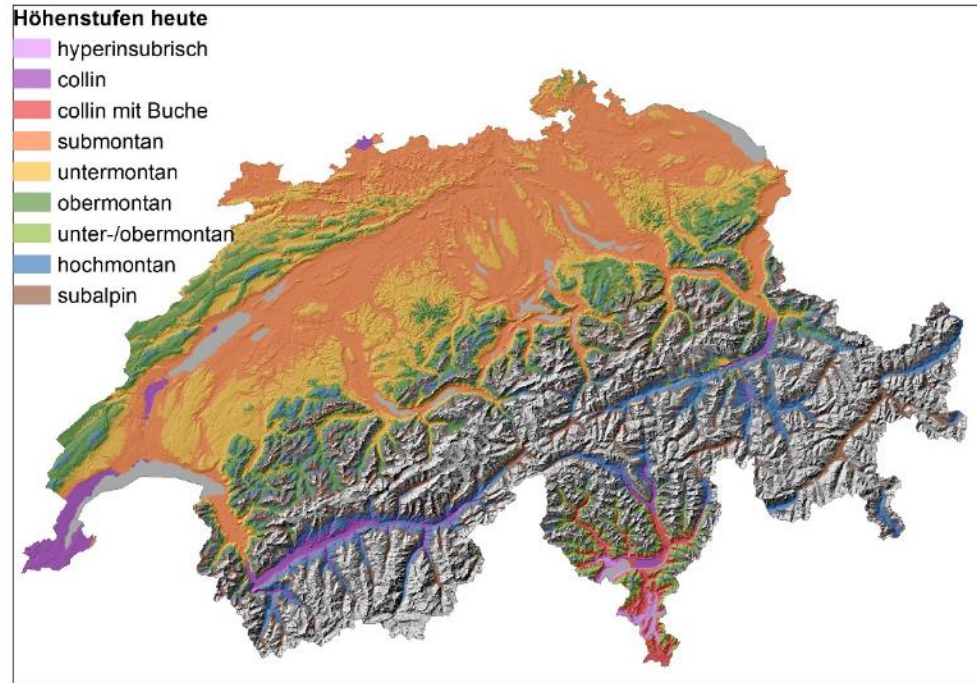 Höhenstufen heute
hyperinsubrisch
collin
collin mit Buche
submontan
untermontan
obermontan
unter-/obermontan
hochmontan
subalpin